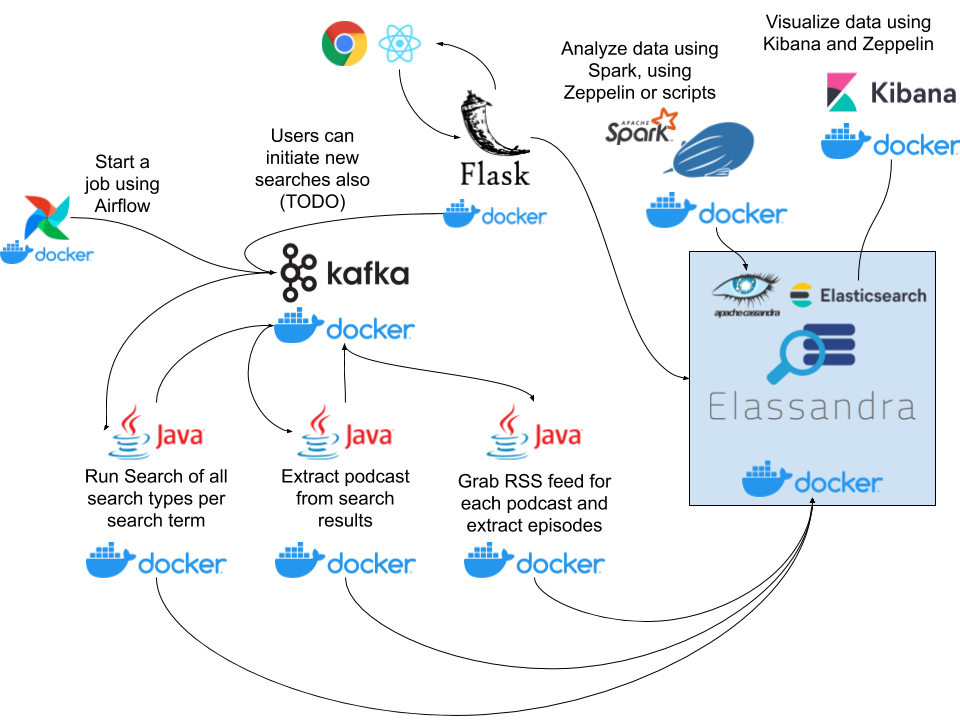 Visualize data using
Kibana and Zeppelin
Kibana
docker
Analyze data using
Spark, using
Zeppelin or scripts
APACHE
Spark
docker
Flask
docker
Users can
initiate new
searches also
(TODO)
Start a
job using
Airflow
docker
kafka
docker
apache cassandra
Elasticsearch
Elassandra
docker
Java
Run Search of all
search types per
search term
docker
Java
Extract podcast
from search
results
docker
Java
Grab RSS feed for
each podcast and
extract episodes
docker